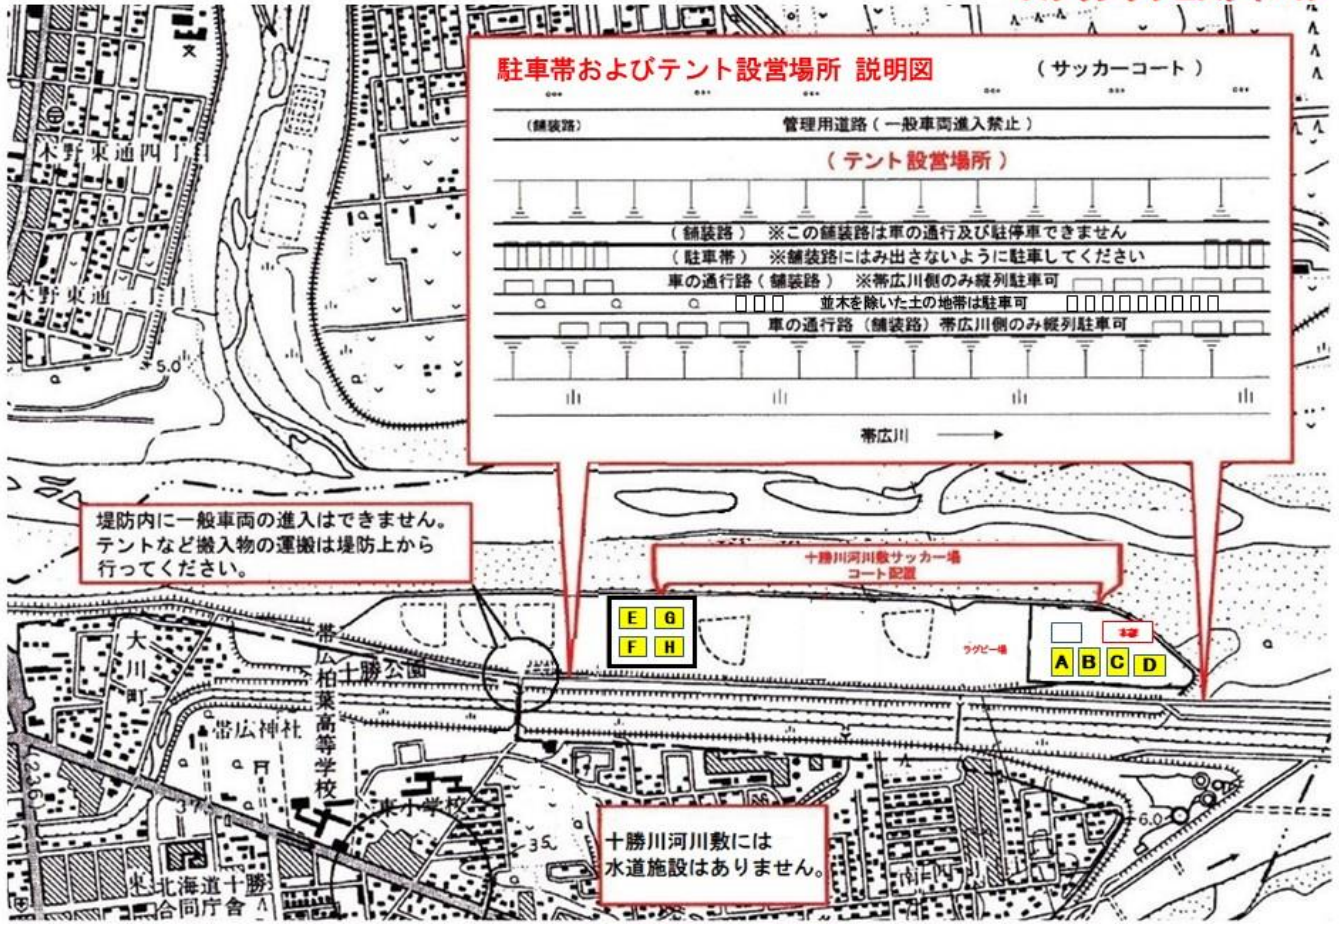 駐車帯およびテント設営場所 説明図
(サッカーコート)
(舗装路)
管理用道路(一般車両進入禁止)
(テント設営場所)
(舗装路) ※この舗装路は車の通行及び駐停車できません
(駐車帯) ※舗装路にはみ出さないように駐車してください
車の通行路(舗装路) ※帯広川側のみ縦列駐車可
並木を除いた土の地帯は駐車可
車の通行路(舗装路)帯広川側のみ縦列駐車可
帯広川
木野東通四丁目
木野東通二丁目
5.0
堤防内に一般車両の進入はできません。
テントなど搬入物の運搬は堤防上から
行ってください。
十勝川河川敷サッカー場
コート配置
E G
F H
ラグビー場
本部
A B C D
大川町
十勝公園
帯広柏葉高等学校
帯広神社
236
37
東小学校
35
6.0
北海道十勝
合同庁舎
十勝川河川敷には
水道施設はありません。